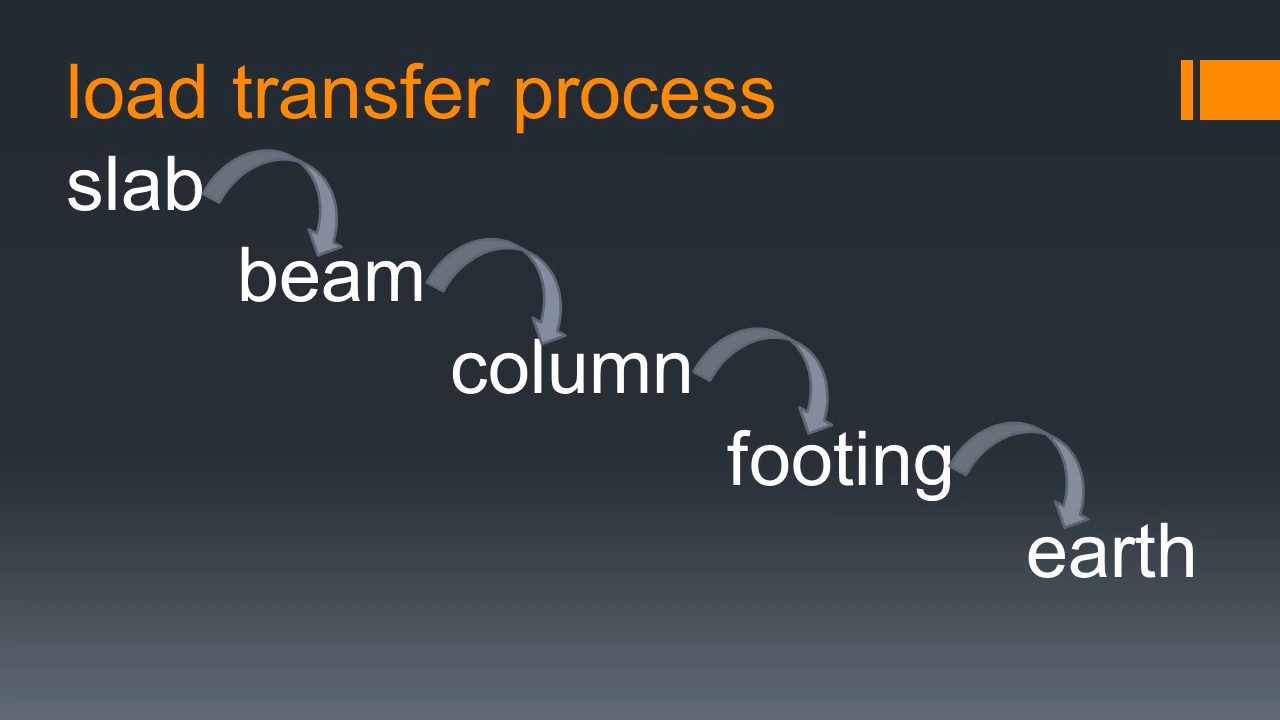 load transfer process
slab
beam
column
footing
earth